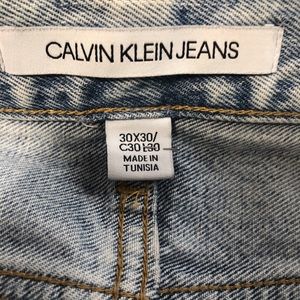 CALVIN KLEIN JEANS
30X30/
C30 L30
MADE IN
TUNISIA